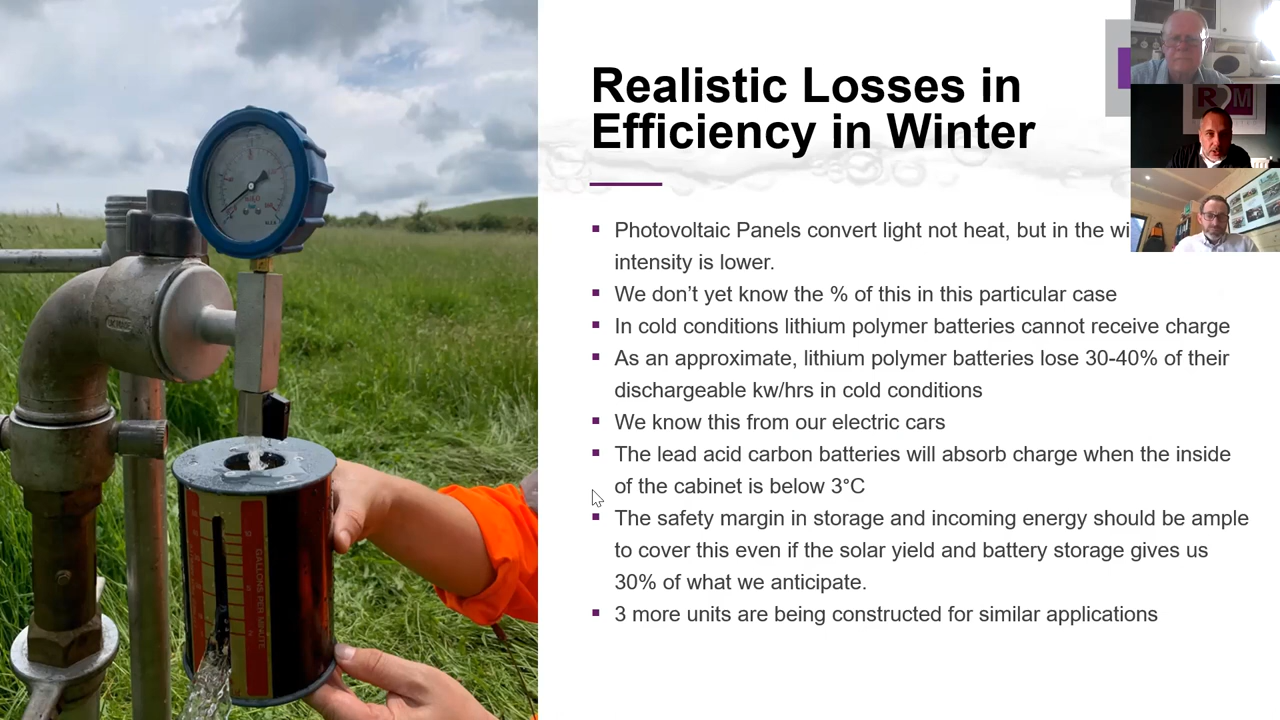 Realistic Losses in
Efficiency in Winter
Photovoltaic Panels convert light not heat, but in the
intensity is lower.
We don’t yet know the % of this in this particular case
In cold conditions lithium polymer batteries cannot receive charge
As an approximate, lithium polymer batteries lose 30-40% of their
dischargeable kw/hrs in cold conditions
We know this from our electric cars
The lead acid carbon batteries will absorb charge when the inside
of the cabinet is below 3°C
The safety margin in storage and incoming energy should be ample
to cover this even if the solar yield and battery storage gives us
30% of what we anticipate.
3 more units are being constructed for similar applications
GALLONS PER MINUTE